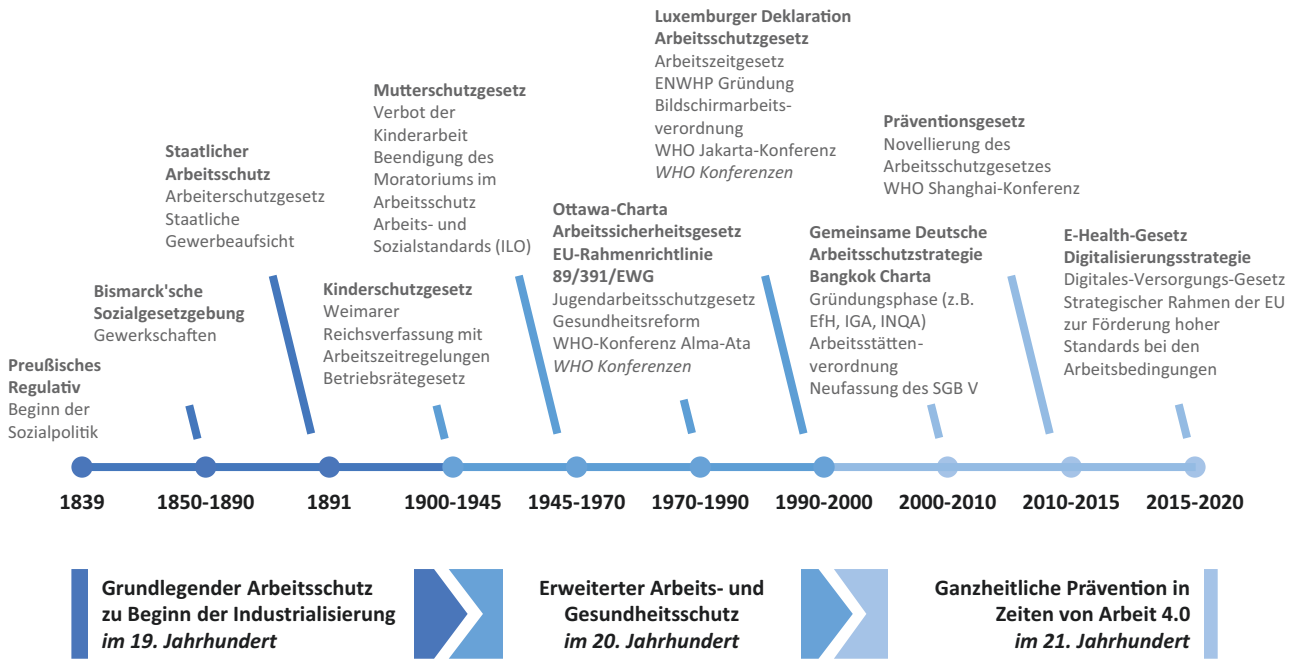 Preußisches
Regulativ
Beginn der
Sozialpolitik
Bismarck'sche
Sozialgesetzgebung
Gewerkschaften
Staatlicher
Arbeitsschutz
Arbeiterschutzgesetz
Staatliche
Gewerbeaufsicht
Kinderschutzgesetz
Weimarer
Reichsverfassung mit
Arbeitszeitregelungen
Betriebsrätegesetz
Mutterschutzgesetz
Verbot der
Kinderarbeit
Beendigung des
Moratoriums im
Arbeitsschutz
Arbeits- und
Sozialstandards (ILO)
Ottawa-Charta
Arbeitssicherheitsgesetz
EU-Rahmenrichtlinie
89/391/EWG
Jugendarbeitsschutzgesetz
Gesundheitsreform
WHO-Konferenz Alma-Ata
WHO Konferenzen
Luxemburger Deklaration
Arbeitsschutzgesetz
Arbeitszeitgesetz
ENWHP Gründung
Bildschirmarbeits-
verordnung
WHO Jakarta-Konferenz
WHO Konferenzen
Gemeinsame Deutsche
Arbeitsschutzstrategie
Bangkok Charta
Gründungsphase (z.B.
EfH, IGA, INQA)
Arbeitsstätten-
verordnung
Neufassung des SGB V
Präventionsgesetz
Novellierung des
Arbeitsschutzgesetzes
WHO Shanghai-Konferenz
E-Health-Gesetz
Digitalisierungsstrategie
Digitales-Versorgungs-Gesetz
Strategischer Rahmen der EU
zur Förderung hoher
Standards bei den
Arbeitsbedingungen
1839 1850-1890 1891 1900-1945 1945-1970 1970-1990 1990-2000 2000-2010 2010-2015 2015-2020
Grundlegender Arbeitsschutz
zu Beginn der Industrialisierung
im 19. Jahrhundert
Erweiterter Arbeits- und
Gesundheitsschutz
im 20. Jahrhundert
Ganzheitliche Prävention in
Zeiten von Arbeit 4.0
im 21. Jahrhundert